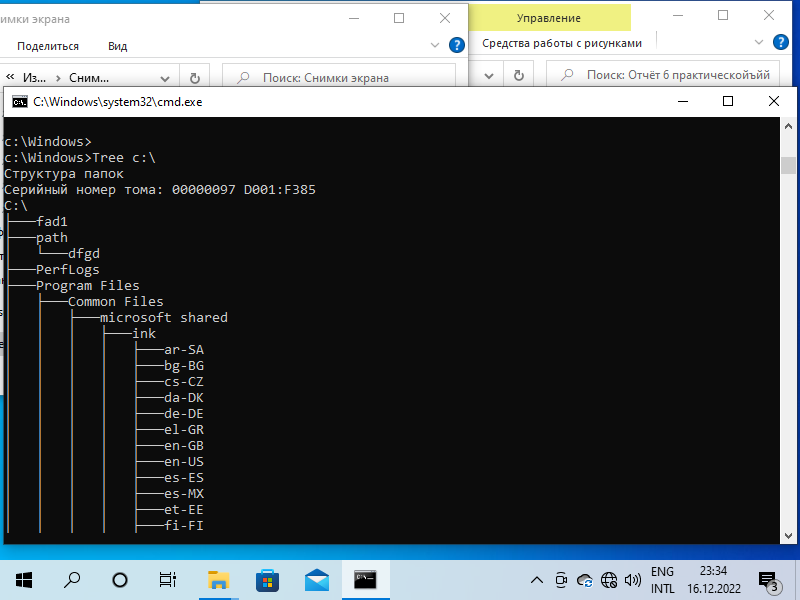 нимки экрана
Управление
Поделиться Вид
?
Средства работы с рисунками
?
« Из... › Сним...
Поиск: Снимки экрана
Поиск: Отчёт 6 практическойъйй
C:\Windows\system32\cmd.exe
c:\Windows>
c:\Windows>Tree c:\
Структура папок
Серийный номер тома: 00000097 D001:F385
C:\
├───fad1
├───path
│   └───dfgd
├───PerfLogs
├───Program Files
│   ├───Common Files
│   │   ├───microsoft shared
│   │   │   ├───ink
│   │   │   │   ├───ar-SA
│   │   │   │   ├───bg-BG
│   │   │   │   ├───cs-CZ
│   │   │   │   ├───da-DK
│   │   │   │   ├───de-DE
│   │   │   │   ├───el-GR
│   │   │   │   ├───en-GB
│   │   │   │   ├───en-US
│   │   │   │   ├───es-ES
│   │   │   │   ├───es-MX
│   │   │   │   ├───et-EE
│   │   │   │   ├───fi-FI
ENG
INTL
23:34
16.12.2022
3